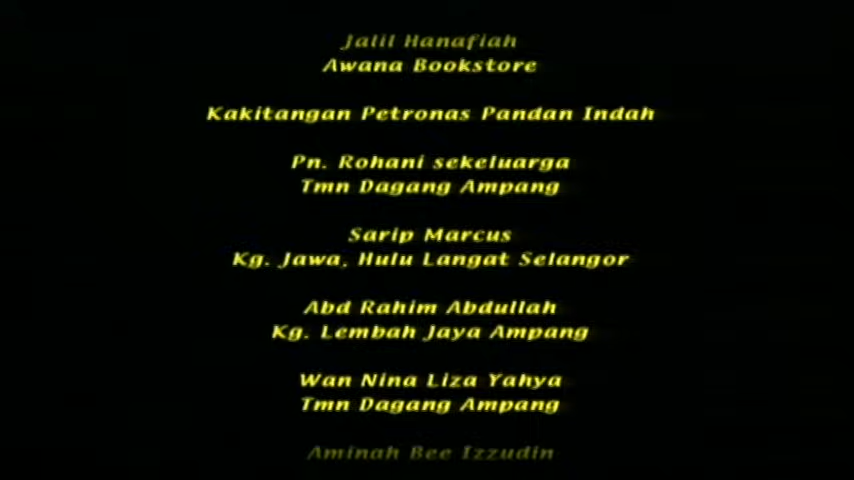 Jalil Hanafiah
Awana Bookstore
Kakitangan Petronas Pandan Indah
Pn. Rohani sekeluarga
Tmn Dagang Ampang
Sarip Marcus
Kg. Jawa, Hulu Langat Selangor
Abd Rahim Abdullah
Kg. Lembah Jaya Ampang
Wan Nina Liza Yahya
Tmn Dagang Ampang
Aminah Bee Izzudin